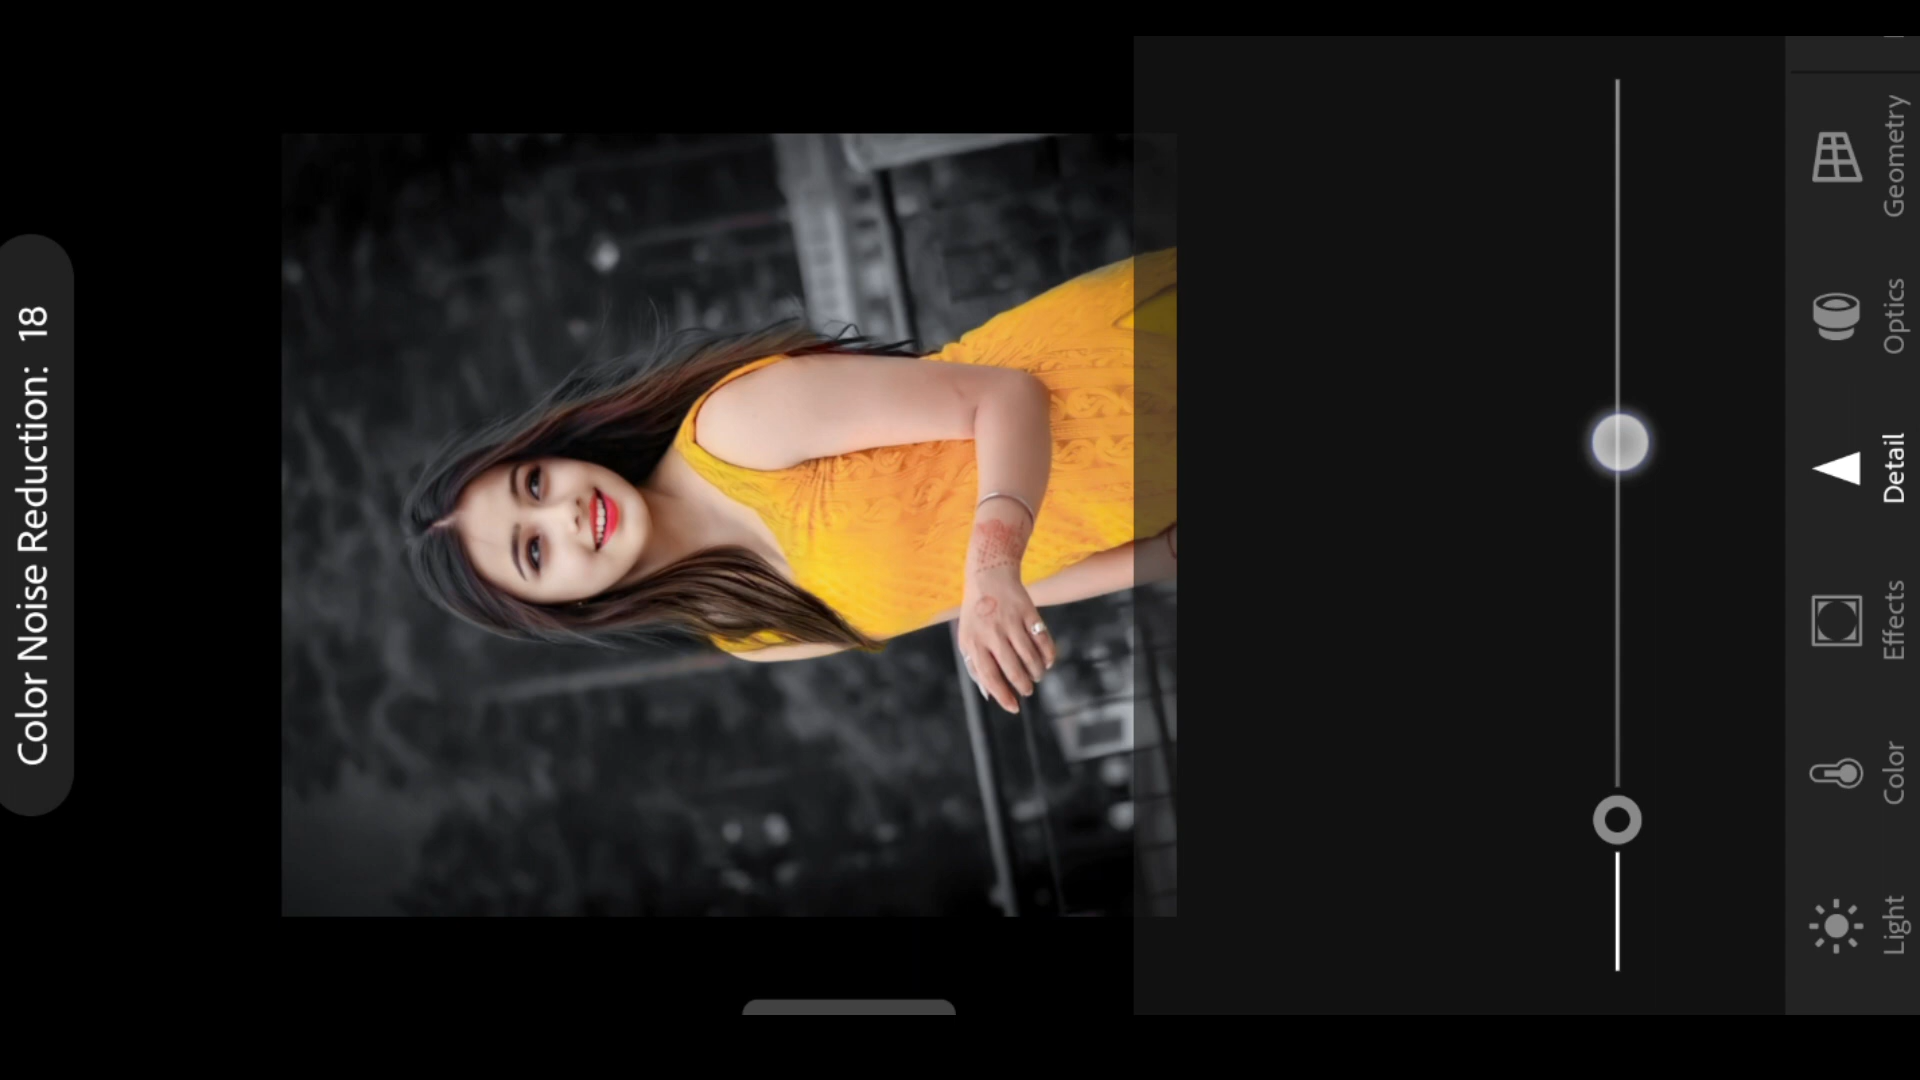 Color Noise Reduction: 18
Light
Color
Effects
Detail
Optics
Geometry